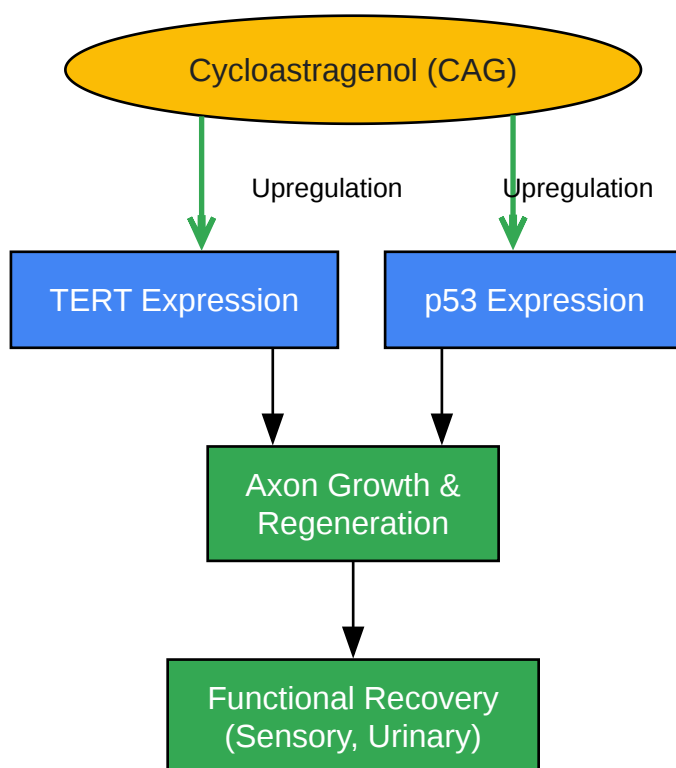 Cycloastragenol (CAG)
Upregulation
Upregulation
TERT Expression
p53 Expression
Axon Growth &
Regeneration
Functional Recovery
(Sensory, Urinary)